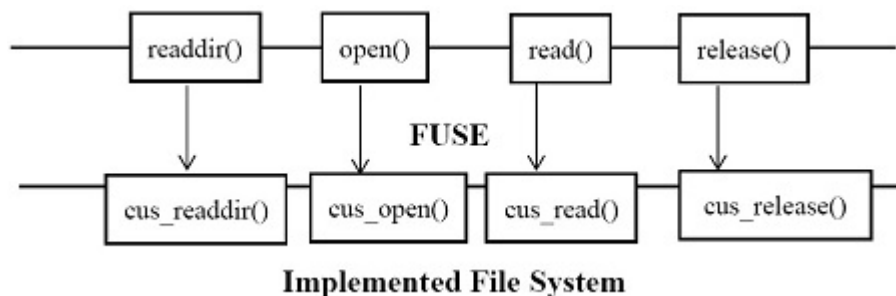 readdir() open() read() release()
FUSE
cus_readdir() cus_open() cus_read() cus_release()
Implemented File System